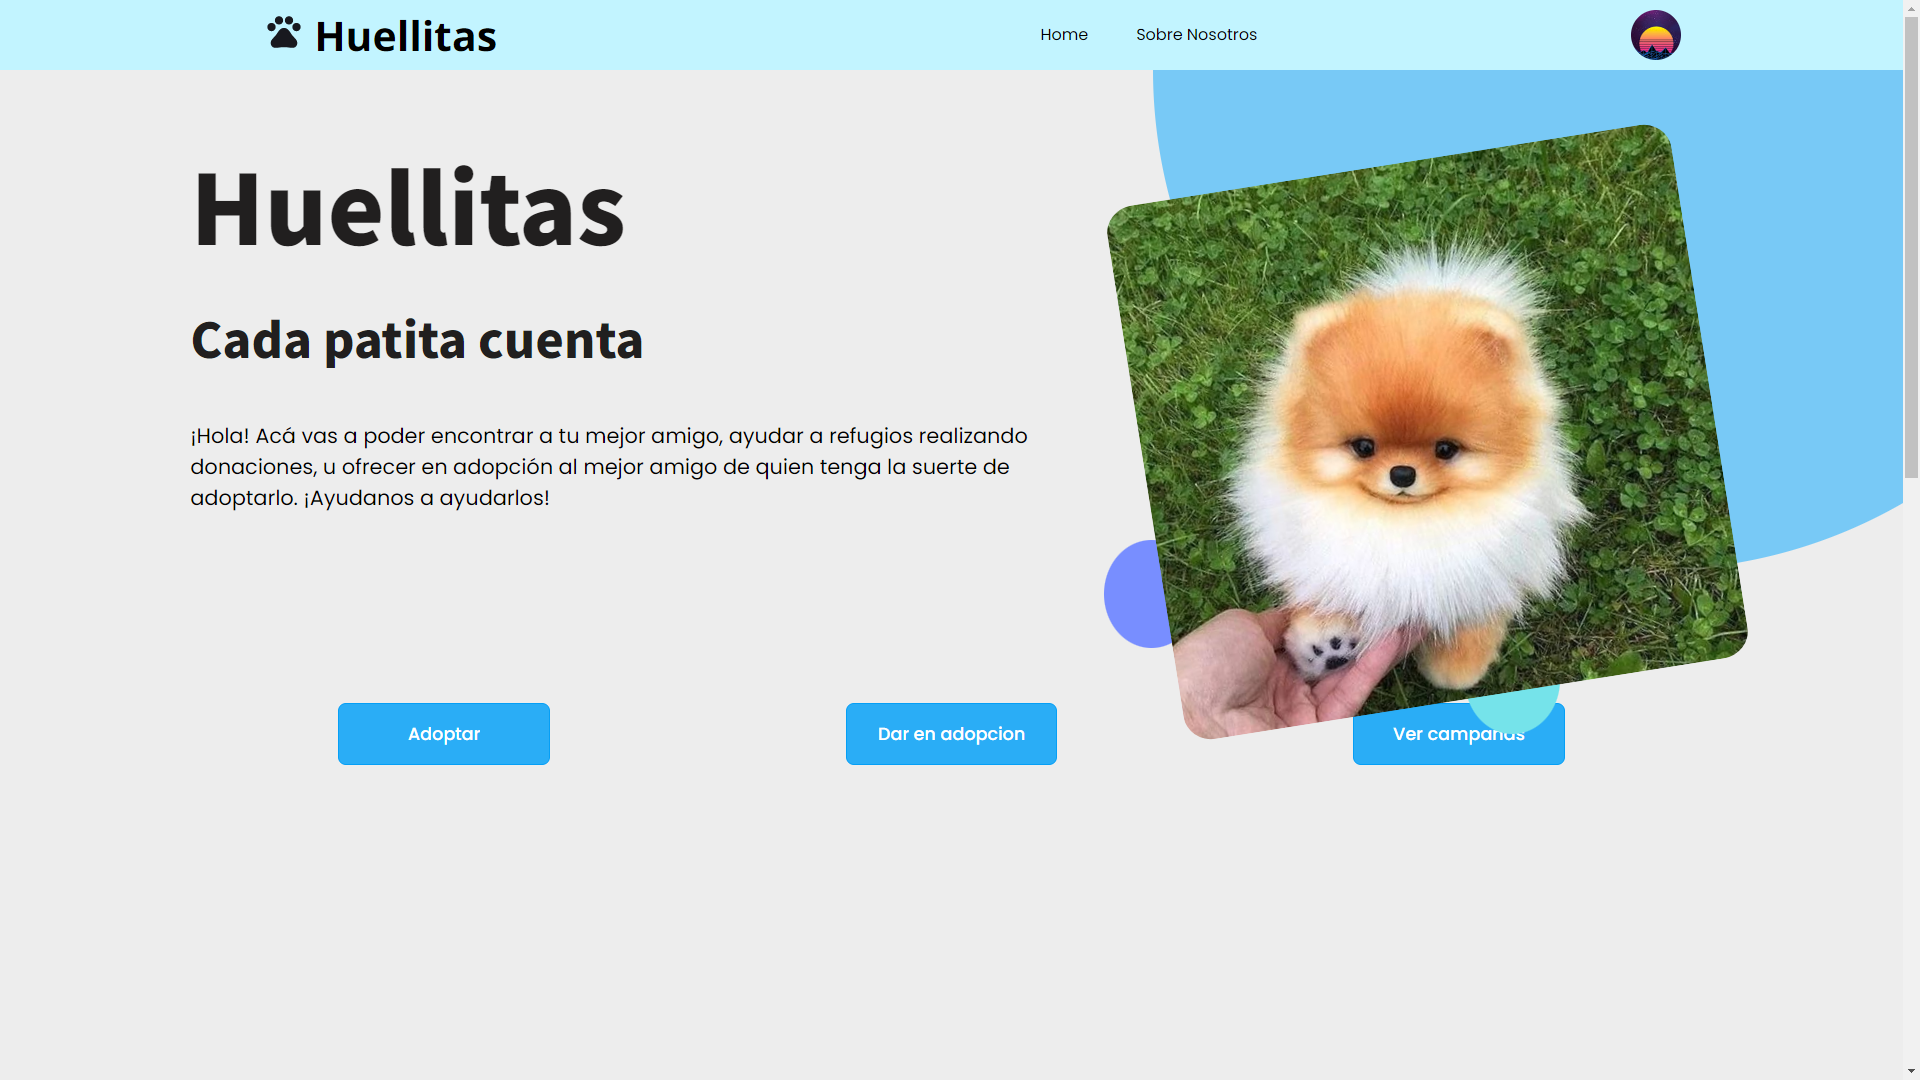 Huellitas
Home
Sobre Nosotros
Huellitas
Cada patita cuenta
¡Hola! Acá vas a poder encontrar a tu mejor amigo, ayudar a refugios realizando
donaciones, u ofrecer en adopción al mejor amigo de quien tenga la suerte de
adoptarlo. ¡Ayudanos a ayudarlos!
Adoptar
Dar en adopcion
Ver campañas